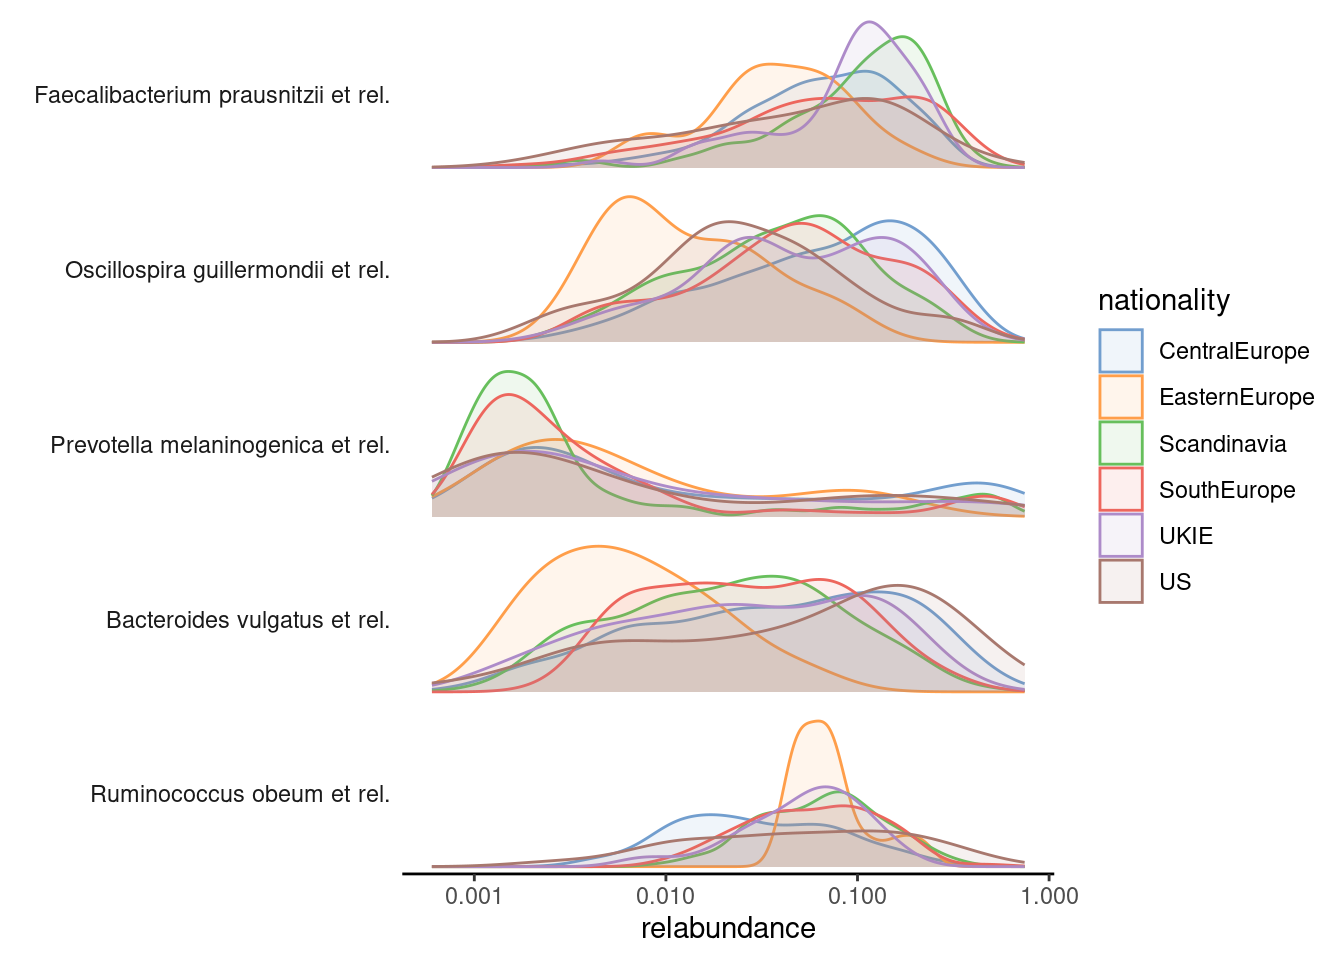 Faecalibacterium prausnitzii et rel.
Oscillospira guillermondii et rel.
Prevotella melaninogenica et rel.
Bacteroides vulgatus et rel.
Ruminococcus obeum et rel.
0.001 0.010 0.100 1.000
relabundance
nationality
CentralEurope
EasternEurope
Scandinavia
SouthEurope
UKIE
US